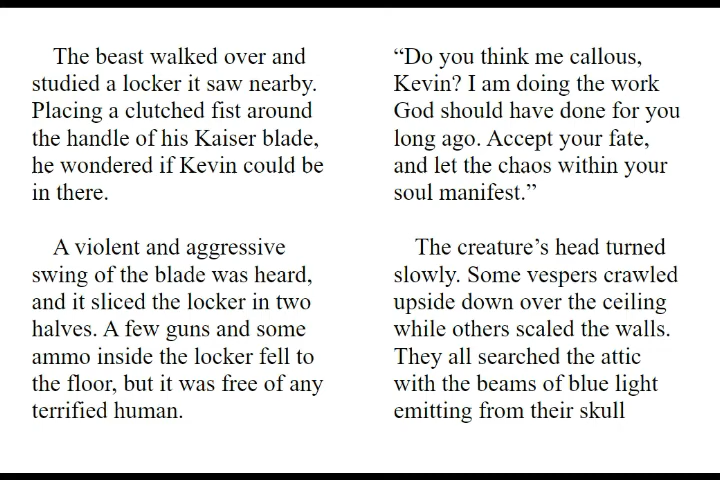 The beast walked over and
studied a locker it saw nearby.
Placing a clutched fist around
the handle of his Kaiser blade,
he wondered if Kevin could be
in there.
A violent and aggressive
swing of the blade was heard,
and it sliced the locker in two
halves. A few guns and some
ammo inside the locker fell to
the floor, but it was free of any
terrified human.
“Do you think me callous,
Kevin? I am doing the work
God should have done for you
long ago. Accept your fate,
and let the chaos within your
soul manifest.”
The creature’s head turned
slowly. Some vespers crawled
upside down over the ceiling
while others scaled the walls.
They all searched the attic
with the beams of blue light
emitting from their skull